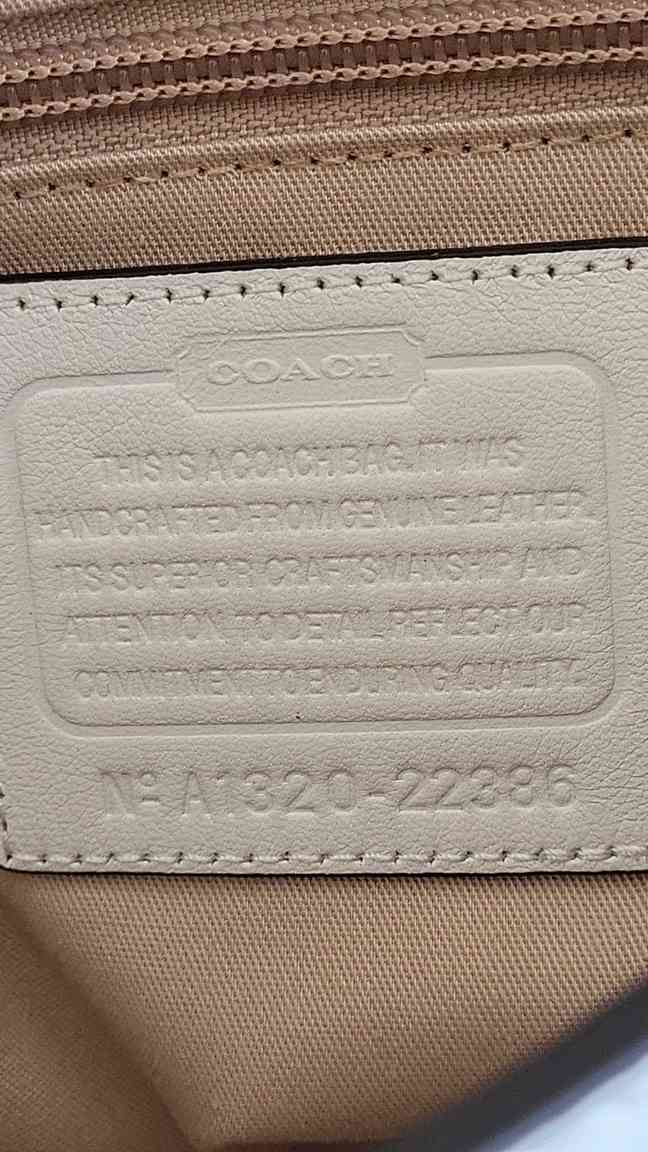 COACH
THIS IS A COACH BAG. IT WAS
HANDCRAFTED FROM GENUINE LEATHER.
ITS SUPERIOR CRAFTSMANSHIP AND
ATTENTION TO DETAIL REFLECT OUR
COMMITMENT TO ENDURING QUALITY.
Nº A1320-22386